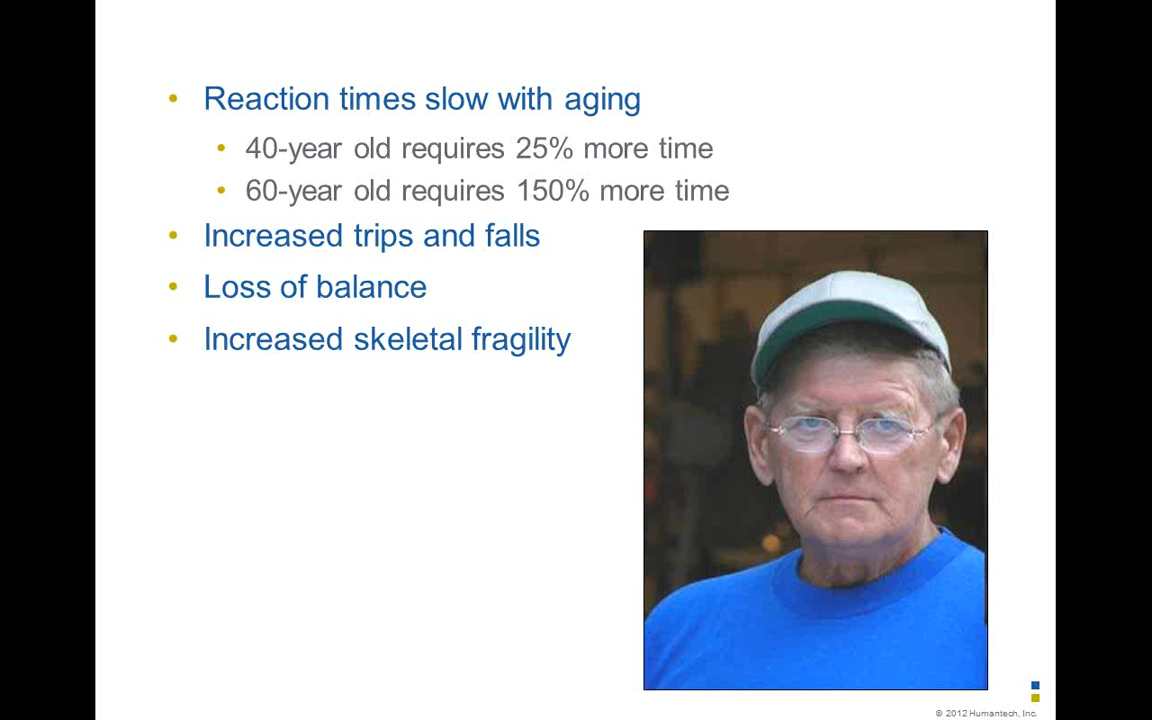 • Reaction times slow with aging
• 40-year old requires 25% more time
• 60-year old requires 150% more time
• Increased trips and falls
• Loss of balance
• Increased skeletal fragility
© 2012 Humantech, Inc.